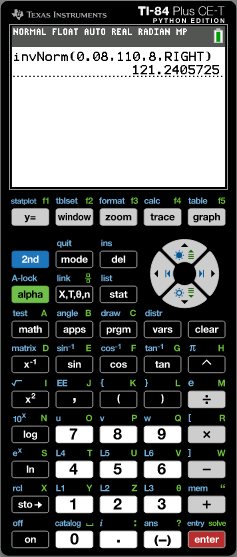 TEXAS INSTRUMENTS TI-84 Plus CE-T
PYTHON EDITION
NORMAL FLOAT AUTO REAL RADIAN MP
invNorm(0.08,110,8,RIGHT)
121.2405725
statplot f1 tblset f2 format f3 calc f4 table f5
y= window zoom trace graph
quit ins
2nd mode del
A-lock link list
alpha X,T,θ,n stat
test A angle B draw C distr
math apps prgm vars clear
matrix D sin⁻¹ E cos⁻¹ F tan⁻¹ G π H
x⁻¹ sin cos tan ^
√ I EE J { K } L e M
x² , ( ) ÷
10ˣ N u O v P w Q [ R
log 7 8 9 ×
eˣ S L4 T L5 U L6 V ] W
ln 4 5 6 −
rcl X L1 Y L2 Z L3 θ mem "
sto→ 1 2 3 +
off catalog ⎵ i : ans ? entry solve
on 0 . (−) enter